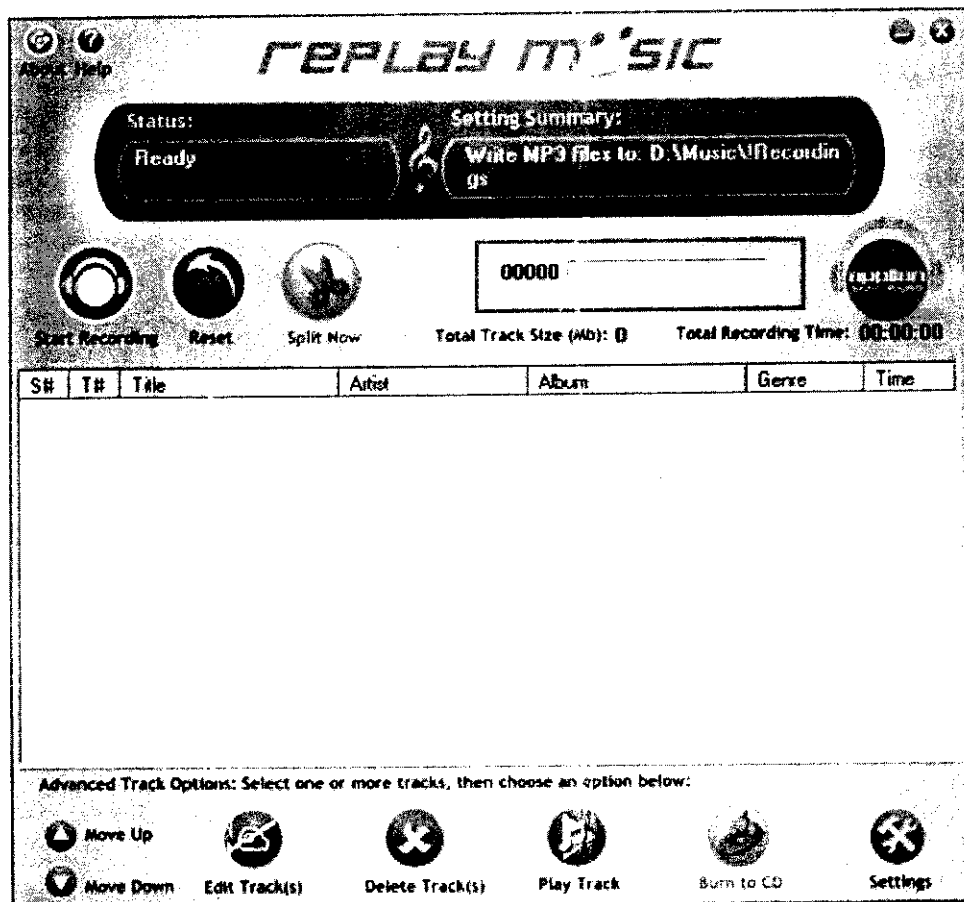 replay music
About Help
Status:
Ready
Setting Summary:
Write MP3 files to: D:\Music\!Recordin
gs
00000
Start Recording Reset Split Now Total Track Size (Mb): 0 Total Recording Time: 00:00:00
S# T# Title Artist Album Genre Time
Advanced Track Options: Select one or more tracks, then choose an option below:
Move Up
Move Down Edit Track(s) Delete Track(s) Play Track Burn to CD Settings